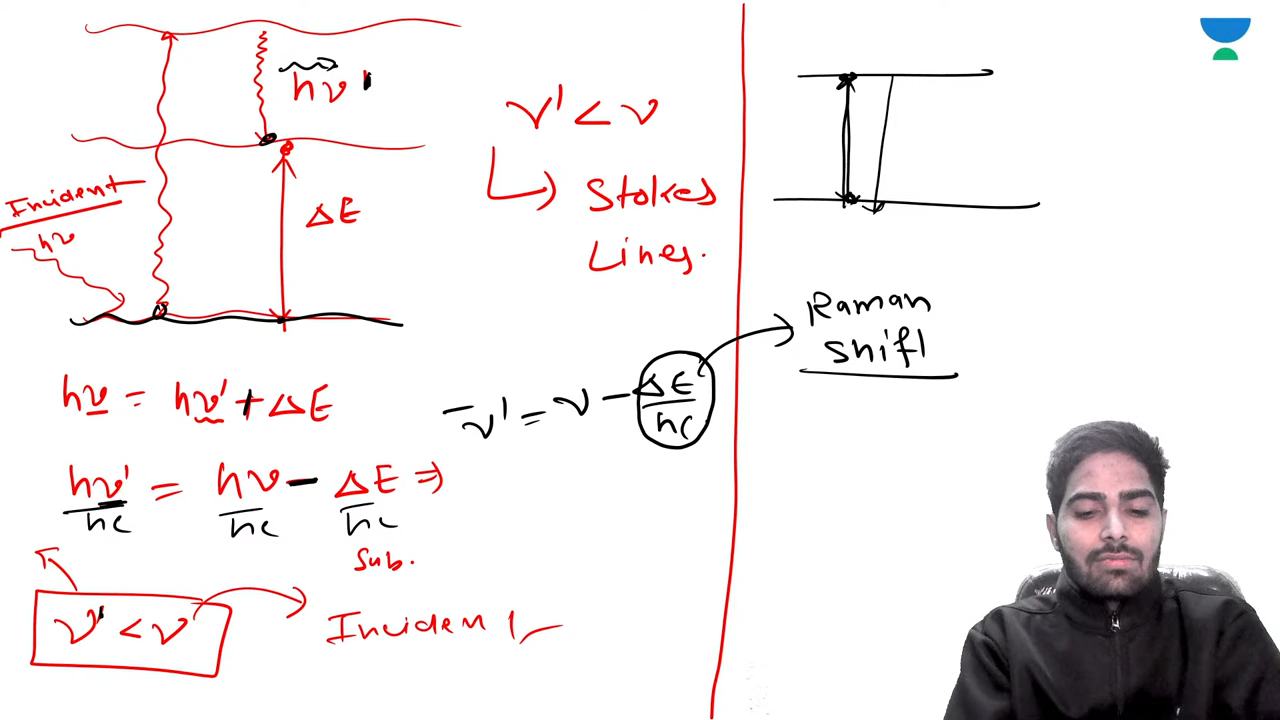 hν'
ν' < ν
Stokes
Lines.
Incident
hν
ΔE
hν = hν' + ΔE
ν̄' = ν - ΔE/hc
hν'/hc = hν/hc - ΔE/hc ⇒
Sub.
ν' < ν
Inciden
Raman
Shift